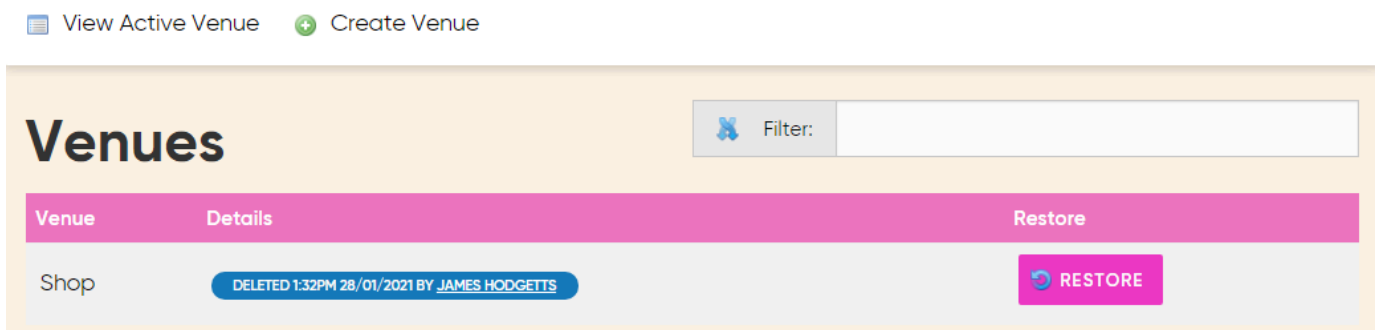 View Active Venue Create Venue
Venues
Filter:
Venue Details Restore
Shop DELETED 1:32PM 28/01/2021 BY JAMES HODGETTS RESTORE